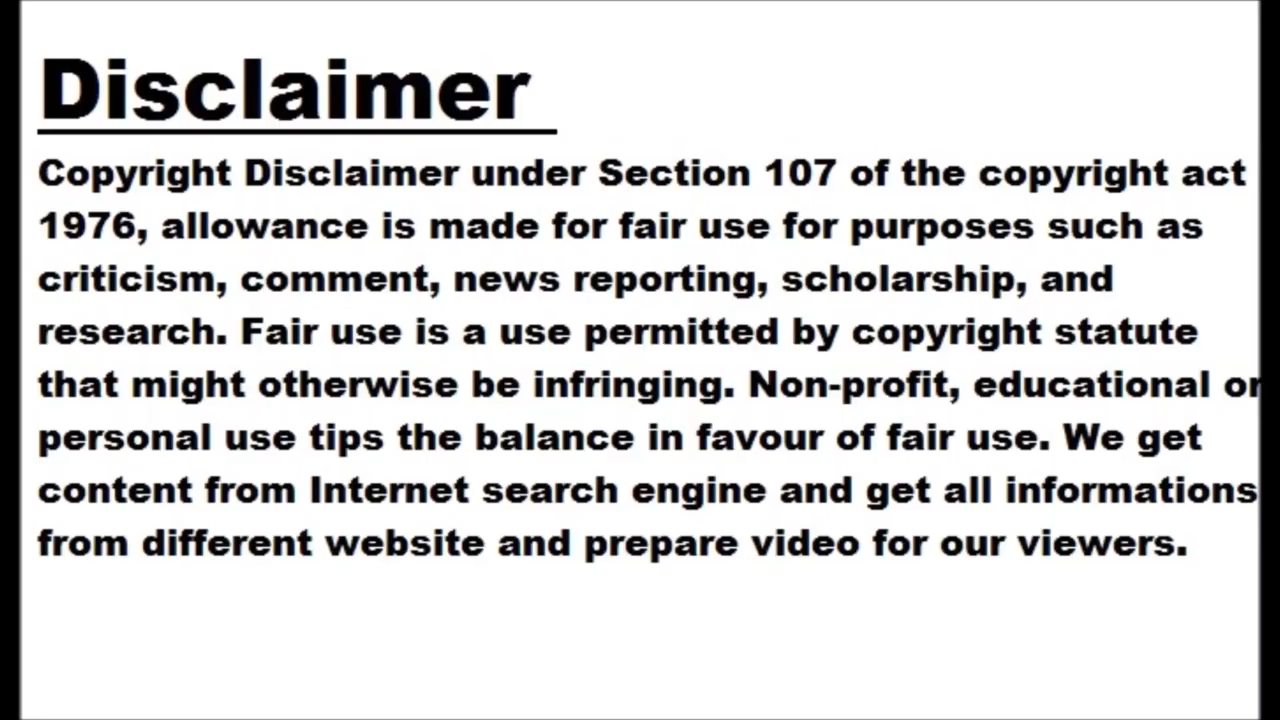 Disclaimer
Copyright Disclaimer under Section 107 of the copyright act
1976, allowance is made for fair use for purposes such as
criticism, comment, news reporting, scholarship, and
research. Fair use is a use permitted by copyright statute
that might otherwise be infringing. Non-profit, educational or
personal use tips the balance in favour of fair use. We get
content from Internet search engine and get all informations
from different website and prepare video for our viewers.